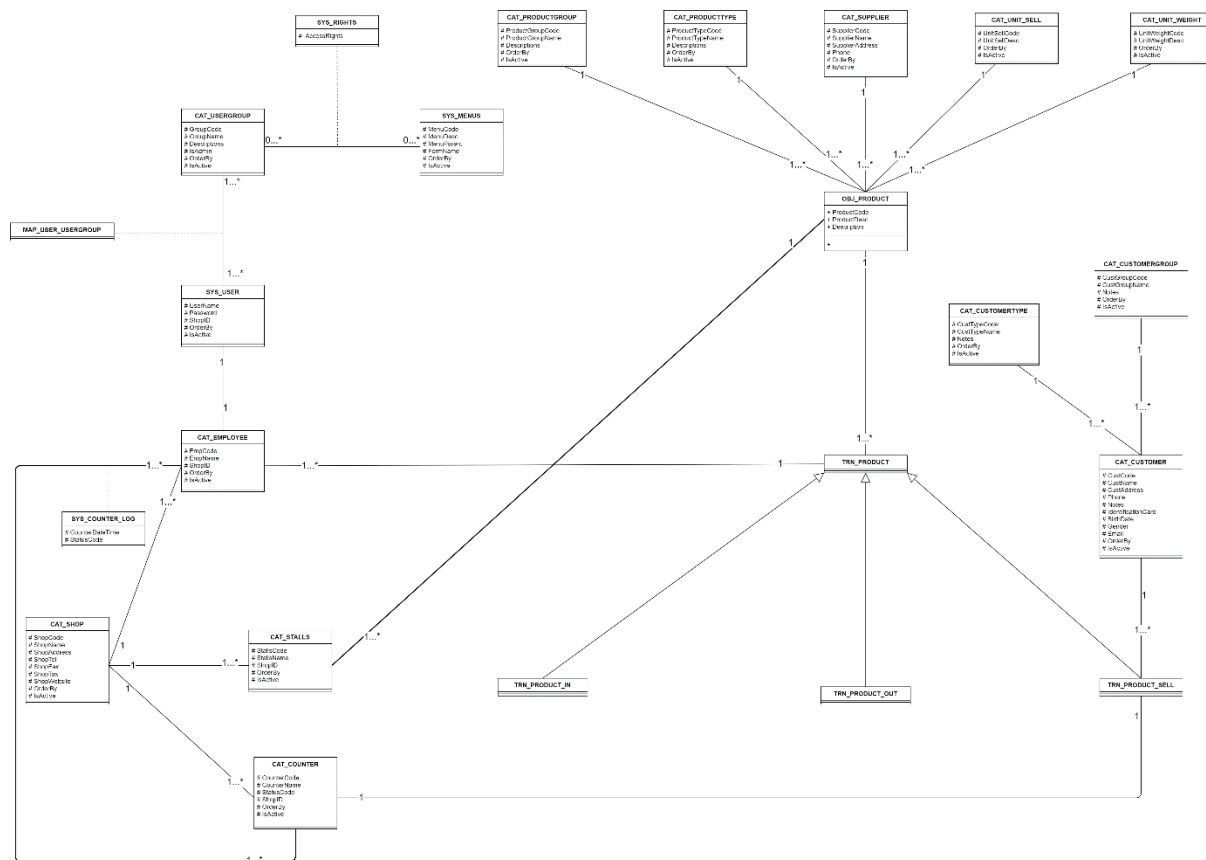 SYS_RIGHTS
# AccessRights
CAT_PRODUCTGROUP
# ProductGroupCode
# ProductGroupName
# Descriptions
# OrderBy
# IsActive
1
CAT_PRODUCTTYPE
# ProductTypeCode
# ProductTypeName
# Descriptions
# OrderBy
# IsActive
1
CAT_SUPPLIER
# SupplierCode
# SupplierName
# SupplierAddress
# Phone
# OrderBy
# IsActive
1
CAT_UNIT_SELL
# UnitSellCode
# UnitSellDesc
# OrderBy
# IsActive
1
CAT_UNIT_WEIGHT
# UnitWeightCode
# UnitWeightDesc
# OrderBy
# IsActive
1
CAT_USERGROUP
# GroupCode
# GroupName
# Descriptions
# IsAdmin
# OrderBy
# IsActive
0...*
0...*
SYS_MENUS
# MenuCode
# MenuDesc
# MenuParent
# FormName
# OrderBy
# IsActive
1...*
1...*
1...*
1...*
1...*
1...*
OBJ_PRODUCT
+ ProductCode
+ ProductDesc
+ Description
+
1
1
MAP_USER_USERGROUP
1...*
SYS_USER
# UserName
# Password
# ShopID
# OrderBy
# IsActive
1
1
CAT_CUSTOMERGROUP
# CustGroupCode
# CustGroupName
# Notes
# OrderBy
# IsActive
1
CAT_CUSTOMERTYPE
# CustTypeCode
# CustTypeName
# Notes
# OrderBy
# IsActive
1
1...*
1...*
CAT_EMPLOYEE
# EmpCode
# EmpName
# ShopID
# OrderBy
# IsActive
1...*
1...*
1...*
1
1...*
TRN_PRODUCT
CAT_CUSTOMER
# CustCode
# CustName
# CustAddress
# Phone
# Notes
# IdentificationCard
# BirthDate
# Gender
# Email
# OrderBy
# IsActive
1
1...*
SYS_COUNTER_LOG
# CounterDateTime
# StatusCode
CAT_SHOP
# ShopCode
# ShopName
# ShopAddress
# ShopTel
# ShopFax
# ShopTax
# ShopWebsite
# OrderBy
# IsActive
1
1
1
1...*
CAT_STALLS
# StallsCode
# StallsName
# ShopID
# OrderBy
# IsActive
1...*
TRN_PRODUCT_IN
TRN_PRODUCT_OUT
TRN_PRODUCT_SELL
1
CAT_COUNTER
# CounterCode
# CounterName
# StatusCode
# ShopID
# OrderBy
# IsActive
1...*
1
1...*